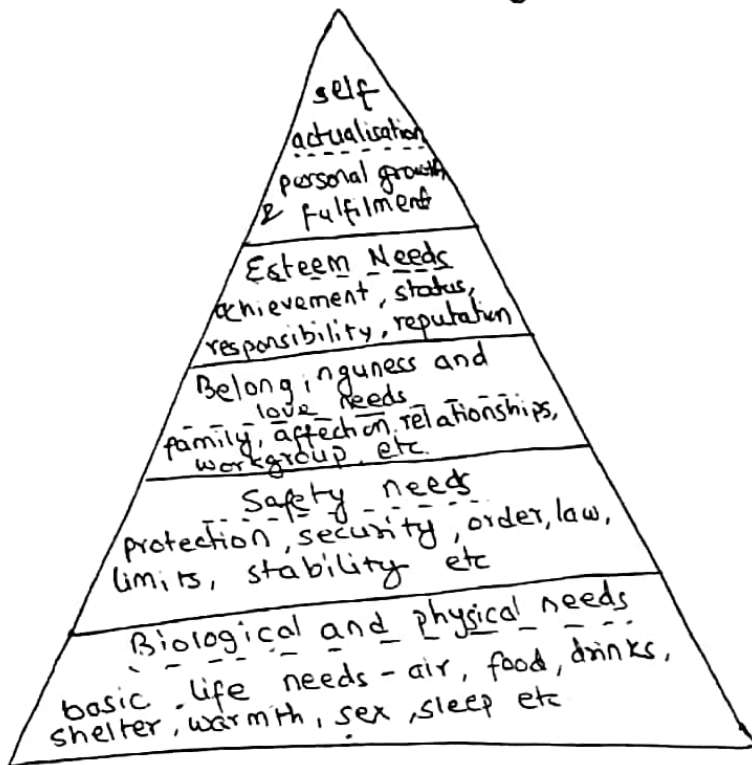 self
actualisation
personal growth
& fulfilment
Esteem Needs
achievement, status,
responsibility, reputation
Belonginguness and
love needs
family, affection, relationships,
workgroup, etc.
Safety needs
protection, security, order, law,
limits, stability etc
Biological and physical needs
basic life needs - air, food, drinks,
shelter, warmth, sex, sleep etc